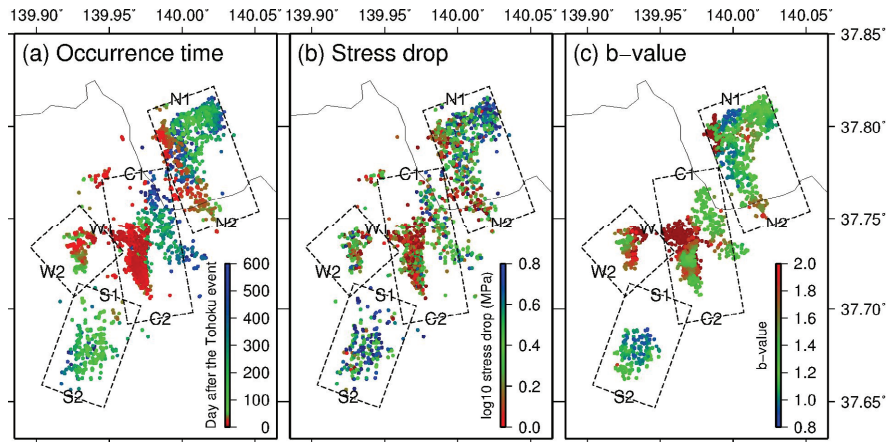 139.90° 139.95° 140.00° 140.05° 139.90° 139.95° 140.00° 140.05° 139.90° 139.95° 140.00° 140.05°
(a) Occurrence time
(b) Stress drop
(c) b−value
37.85°
37.80°
37.75°
37.70°
37.65°
N1
C1
N2
W1
W2
S1
C2
S2
600
500
400
300
200
100
0
Day after the Tohoku event
N1
C1
N2
W1
W2
S1
C2
S2
0.8
0.6
0.4
0.2
0.0
log10 stress drop (MPa)
N1
C1
N2
W1
W2
S1
C2
S2
2.0
1.8
1.6
1.4
1.2
1.0
0.8
b−value